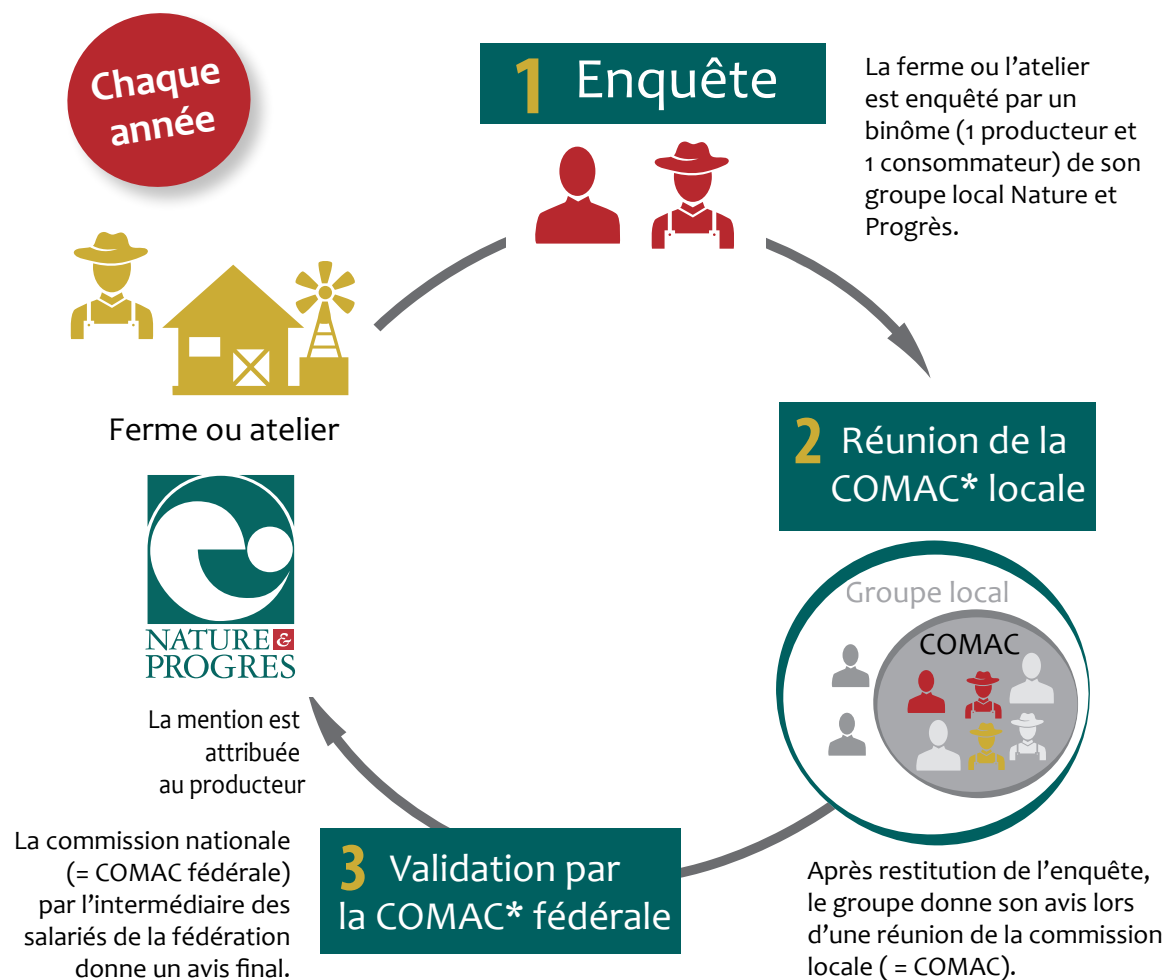 Chaque
année
1 Enquête
La ferme ou l’atelier
est enquêté par un
binôme (1 producteur et
1 consommateur) de son
groupe local Nature et
Progrès.
Ferme ou atelier
2 Réunion de la
COMAC* locale
Groupe local
COMAC
Après restitution de l’enquête,
le groupe donne son avis lors
d’une réunion de la commission
locale ( = COMAC).
3 Validation par
la COMAC* fédérale
La commission nationale
(= COMAC fédérale)
par l’intermédiaire des
salariés de la fédération
donne un avis final.
NATURE &
PROGRES
La mention est
attribuée
au producteur